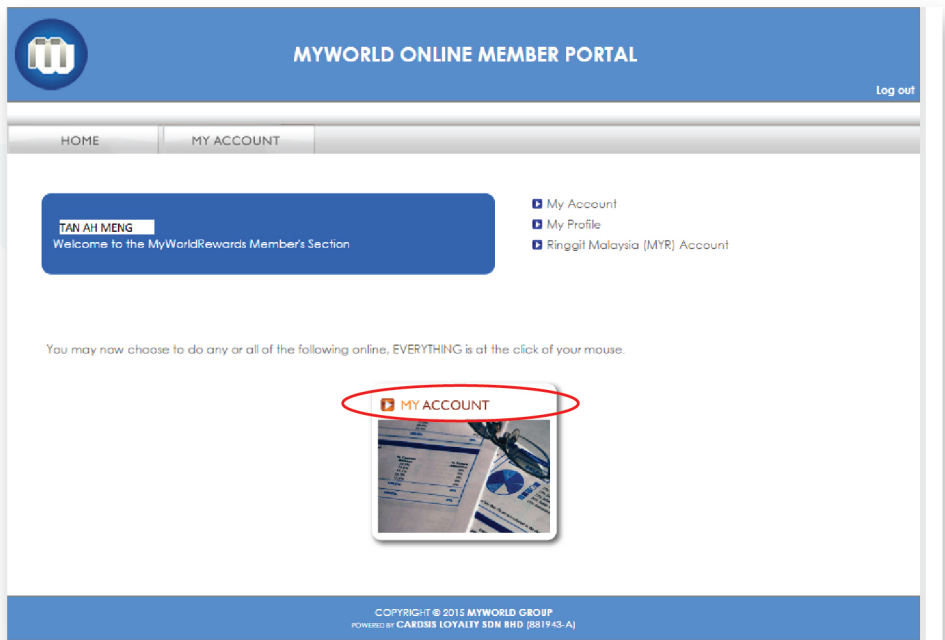 MYWORLD ONLINE MEMBER PORTAL
Log out
HOME
MY ACCOUNT
TAN AH MENG
Welcome to the MyWorldRewards Member's Section
My Account
My Profile
Ringgit Malaysia (MYR) Account
You may now choose to do any or all of the following online, EVERYTHING is at the click of your mouse.
MY ACCOUNT
COPYRIGHT © 2015 MYWORLD GROUP
POWERED BY CARDSIS LOYALTY SDN BHD (881943-A)